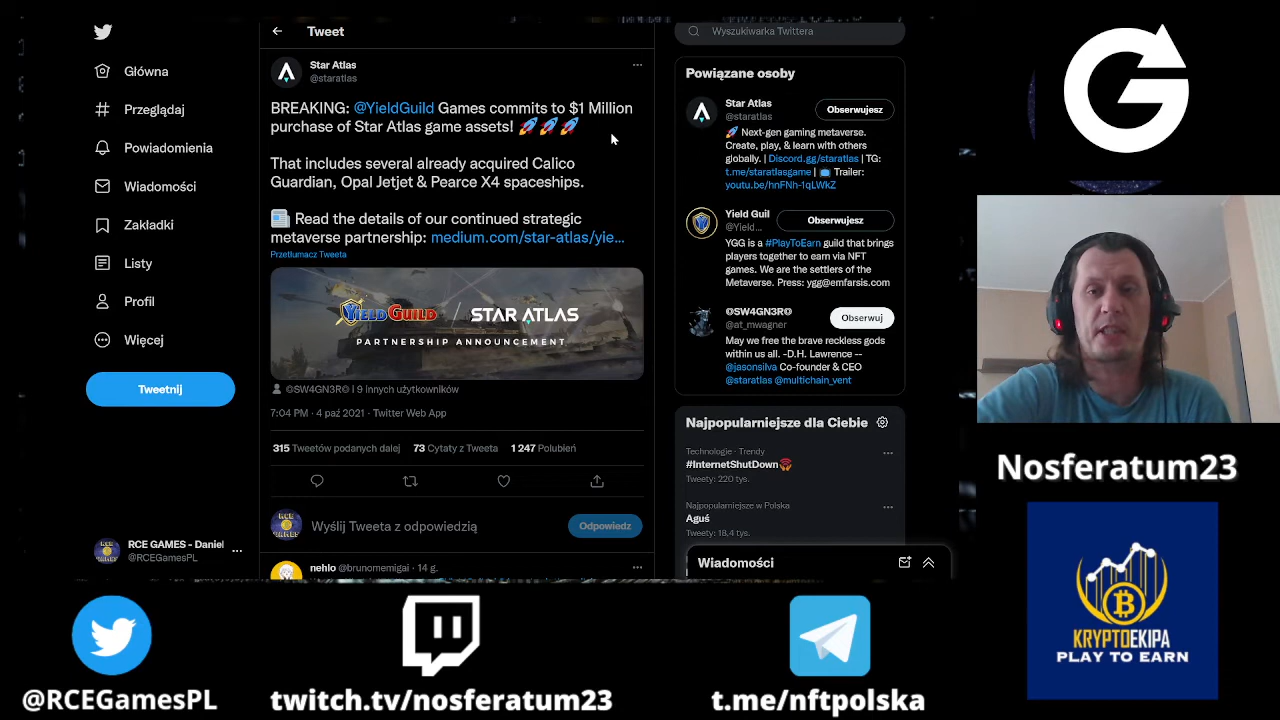 Główna
Przeglądaj
Powiadomienia
Wiadomości
Zakładki
Listy
Profil
Więcej
Tweetnij
RCE GAMES - Daniel
@RCEGamesPL
Tweet
Star Atlas
@staratlas
BREAKING: @YieldGuild Games commits to $1 Million
purchase of Star Atlas game assets! 🚀🚀🚀
That includes several already acquired Calico
Guardian, Opal Jetjet & Pearce X4 spaceships.
📰 Read the details of our continued strategic
metaverse partnership: medium.com/star-atlas/yie...
Przetłumacz Tweeta
YIELD GUILD / STAR ATLAS
PARTNERSHIP ANNOUNCEMENT
©SW4GN3R© i 9 innych użytkowników
7:04 PM · 4 paź 2021 · Twitter Web App
315 Tweetów podanych dalej 73 Cytaty z Tweeta 1 247 Polubień
Wyślij Tweeta z odpowiedzią
Odpowiedz
nehlo @brunomemigai · 14 g.
Wyszukiwarka Twittera
Powiązane osoby
Star Atlas
@staratlas
Obserwujesz
🚀 Next-gen gaming metaverse.
Create, play, & learn with others
globally. | Discord.gg/staratlas | TG:
t.me/staratlasgame | 📺 Trailer:
youtu.be/hnFNh-1qLWkZ
Yield Guil
@Yield...
Obserwujesz
YGG is a #PlayToEarn guild that brings
players together to earn via NFT
games. We are the settlers of the
Metaverse. Press: ygg@emfarsis.com
©SW4GN3R©
@at_mwagner
Obserwuj
May we free the brave reckless gods
within us all. -D.H. Lawrence --
@jasonsilva Co-founder & CEO
@staratlas @multichain_vent
Najpopularniejsze dla Ciebie
Technologie · Trendy
#InternetShutDown
Tweety: 220 tys.
Najpopularniejsze w Polska
Aguś
Tweety: 18,4 tys.
Wiadomości
Nosferatum23
KRYPTOEKIPA
PLAY TO EARN
@RCEGamesPL
twitch.tv/nosferatum23
t.me/nftpolska